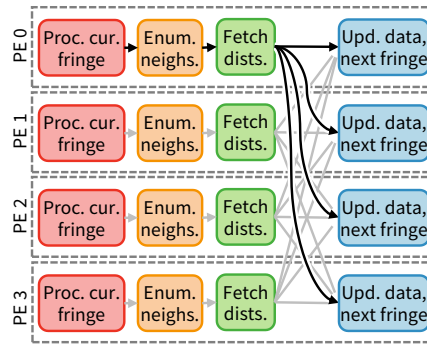 PE 0
Proc. cur.
fringe
Enum.
neighs.
Fetch
dists.
Upd. data,
next fringe
PE 1
Proc. cur.
fringe
Enum.
neighs.
Fetch
dists.
Upd. data,
next fringe
PE 2
Proc. cur.
fringe
Enum.
neighs.
Fetch
dists.
Upd. data,
next fringe
PE 3
Proc. cur.
fringe
Enum.
neighs.
Fetch
dists.
Upd. data,
next fringe